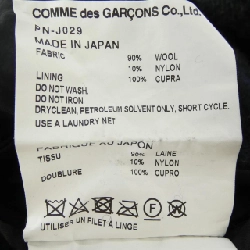 COMME des GARÇONS Co.,Ltd.
PN-J029
MADE IN JAPAN
FABRIC 90% WOOL
10% NYLON
LINING 100% CUPRA
DO NOT WASH
DO NOT IRON
DRYCLEAN, PETROLEUM SOLVENT ONLY, SHORT CYCLE.
USE A LAUNDRY NET
FABRIQUE AU JAPON
TISSU 90% LAINE
10% NYLON
DOUBLURE 100% CUPRO
F
UTILISER UN FILET À LINGE